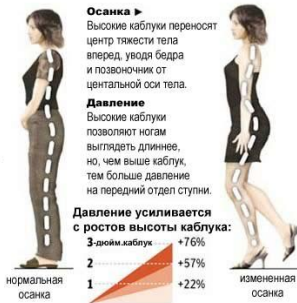 Осанка ►
Высокие каблуки переносят
центр тяжести тела
вперед, уводя бедра
и позвоночник от
центальной оси тела.
Давление
Высокие каблуки
позволяют ногам
выглядеть длиннее,
но, чем выше каблук,
тем больше давление
на передний отдел ступни.
Давление усиливается
с ростов высоты каблука:
3-дюйм.каблук +76%
2 +57%
1 +22%
нормальная
осанка
измененная
осанка